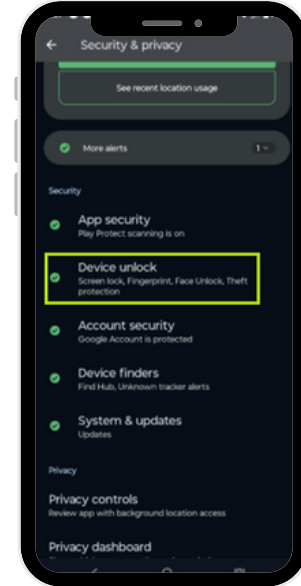 Security & privacy
See recent location usage
More alerts
1
Security
App security
Play Protect scanning is on
Device unlock
Screen lock, Fingerprint, Face Unlock, Theft
protection
Account security
Google Account is protected
Device finders
Find Hub, Unknown tracker alerts
System & updates
Updates
Privacy
Privacy controls
Review app with background location access
Privacy dashboard